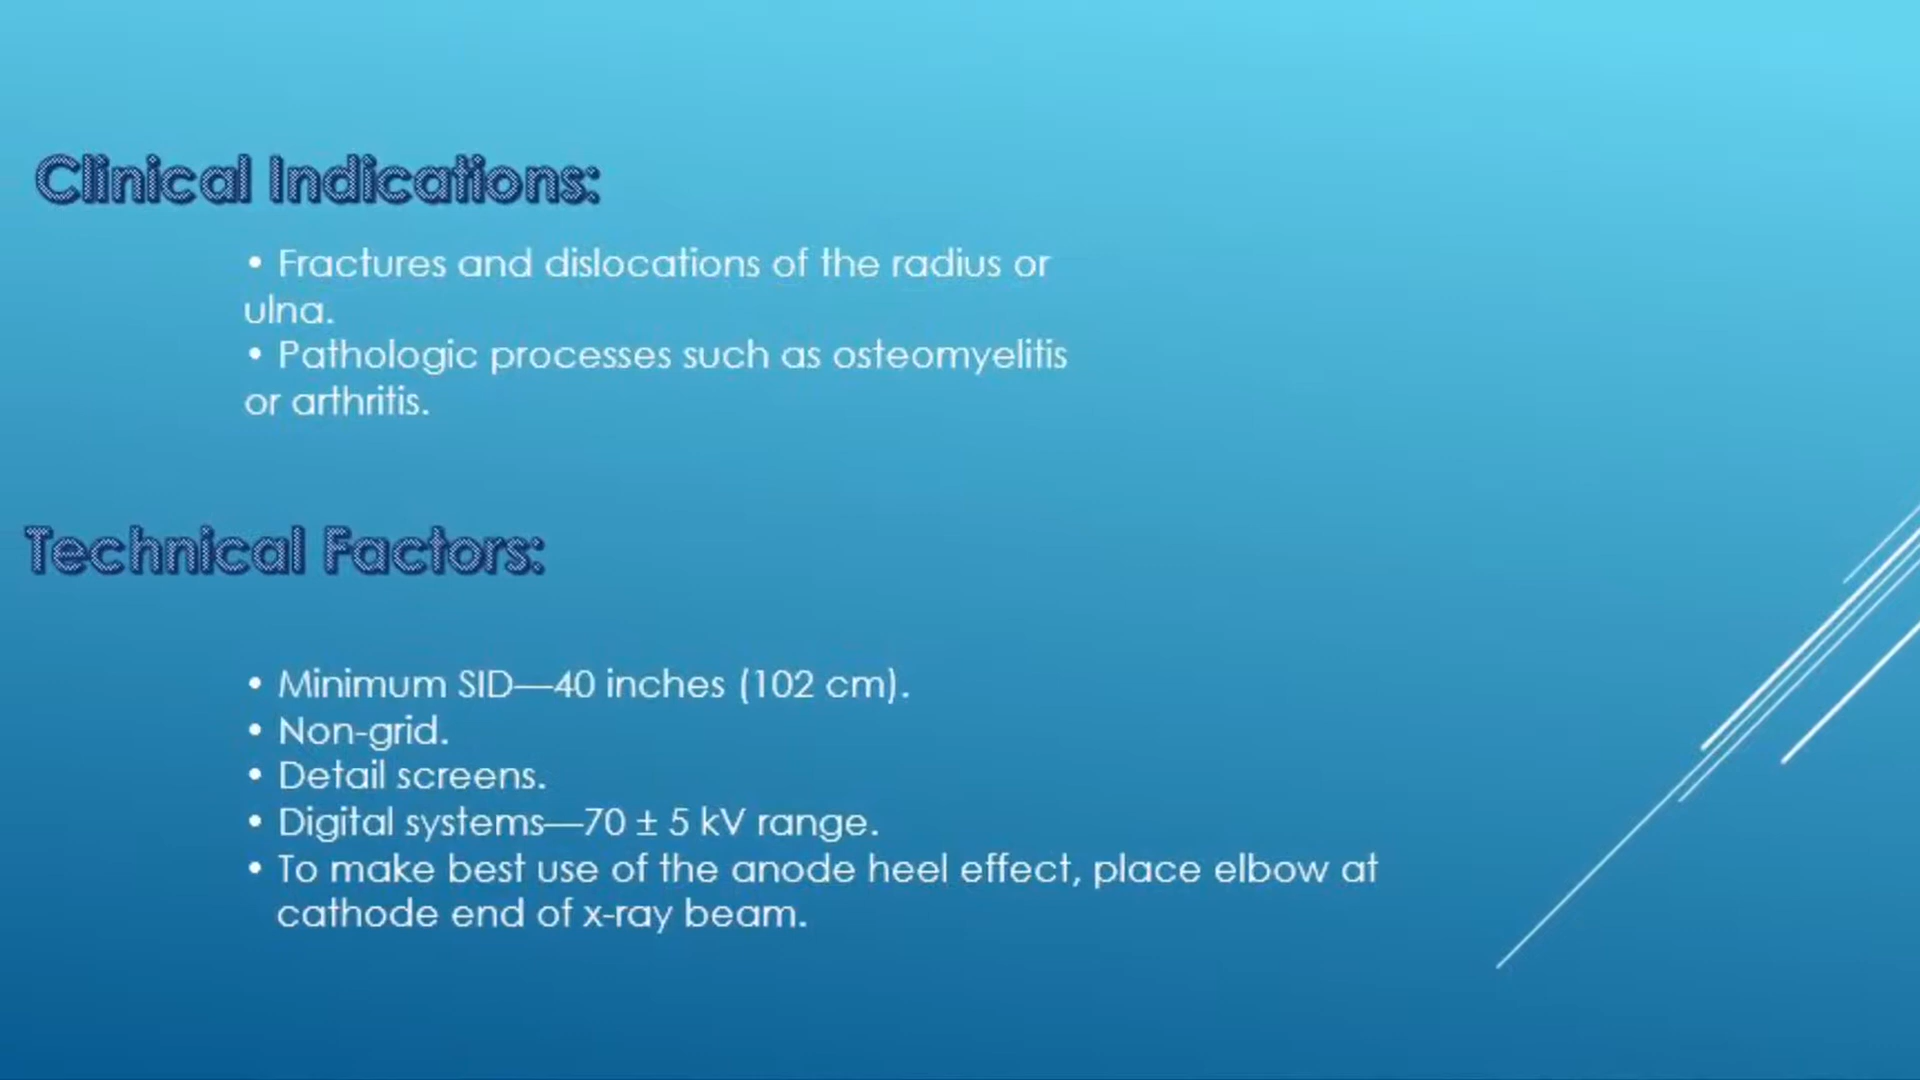 Clinical Indications:
• Fractures and dislocations of the radius or
ulna.
• Pathologic processes such as osteomyelitis
or arthritis.
Technical Factors:
• Minimum SID—40 inches (102 cm).
• Non-grid.
• Detail screens.
• Digital systems—70 ± 5 kV range.
• To make best use of the anode heel effect, place elbow at
cathode end of x-ray beam.